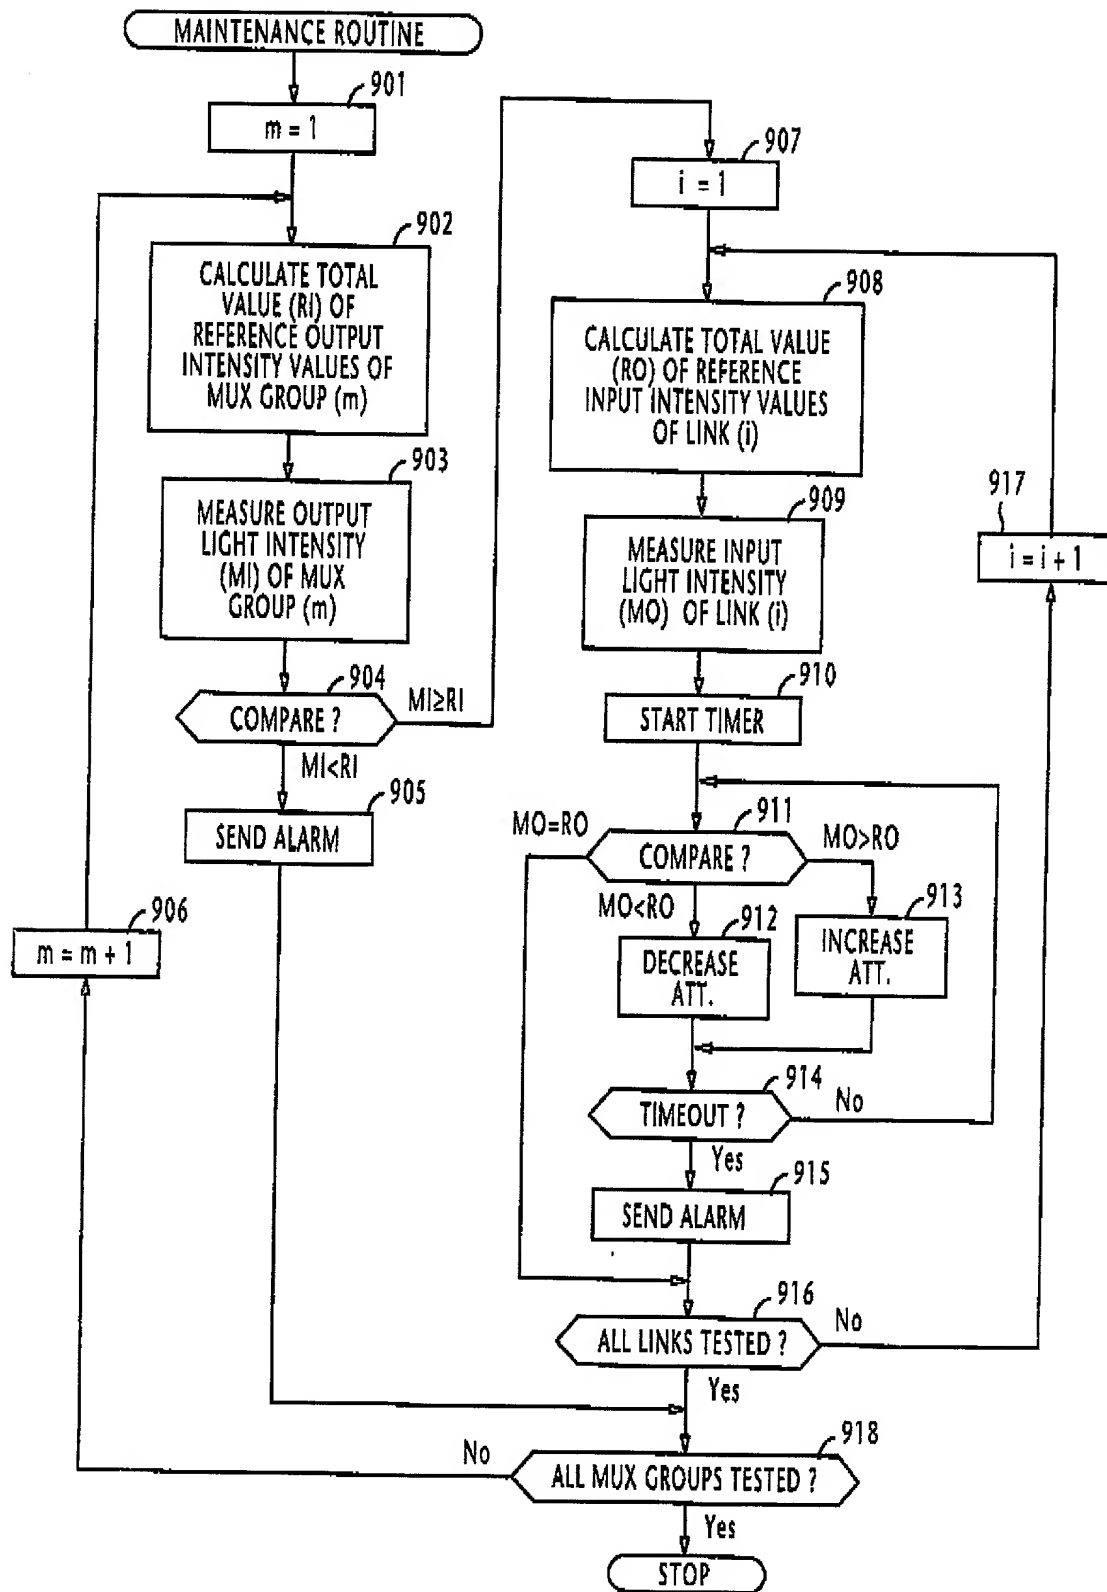 MAINTENANCE ROUTINE
901
m = 1
902
CALCULATE TOTAL
VALUE (RI) OF
REFERENCE OUTPUT
INTENSITY VALUES OF
MUX GROUP (m)
903
MEASURE OUTPUT
LIGHT INTENSITY
(MI) OF MUX
GROUP (m)
904
COMPARE ?
MI≥RI
MI<RI
905
SEND ALARM
906
m = m + 1
907
i = 1
908
CALCULATE TOTAL VALUE
(RO) OF REFERENCE
INPUT INTENSITY VALUES
OF LINK (i)
909
MEASURE INPUT
LIGHT INTENSITY
(MO) OF LINK (i)
917
i = i + 1
910
START TIMER
911
MO=RO
COMPARE ?
MO>RO
MO<RO
912
DECREASE
ATT.
913
INCREASE
ATT.
914
TIMEOUT ?
No
Yes
915
SEND ALARM
916
ALL LINKS TESTED ?
No
Yes
918
No
ALL MUX GROUPS TESTED ?
Yes
STOP